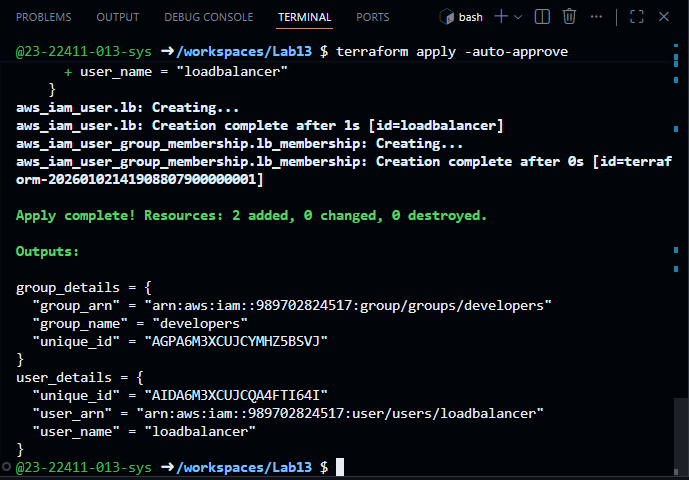 PROBLEMS OUTPUT DEBUG CONSOLE TERMINAL PORTS bash
@23-22411-013-sys ➜/workspaces/Lab13 $ terraform apply -auto-approve
+ user_name = "loadbalancer"
}
aws_iam_user.lb: Creating...
aws_iam_user.lb: Creation complete after 1s [id=loadbalancer]
aws_iam_user_group_membership.lb_membership: Creating...
aws_iam_user_group_membership.lb_membership: Creation complete after 0s [id=terraf
orm-20260102141908807900000001]
Apply complete! Resources: 2 added, 0 changed, 0 destroyed.
Outputs:
group_details = {
"group_arn" = "arn:aws:iam::989702824517:group/groups/developers"
"group_name" = "developers"
"unique_id" = "AGPA6M3XCUJCYMHZ5BSVJ"
}
user_details = {
"unique_id" = "AIDA6M3XCUJCQA4FTI64I"
"user_arn" = "arn:aws:iam::989702824517:user/users/loadbalancer"
"user_name" = "loadbalancer"
}
@23-22411-013-sys ➜/workspaces/Lab13 $